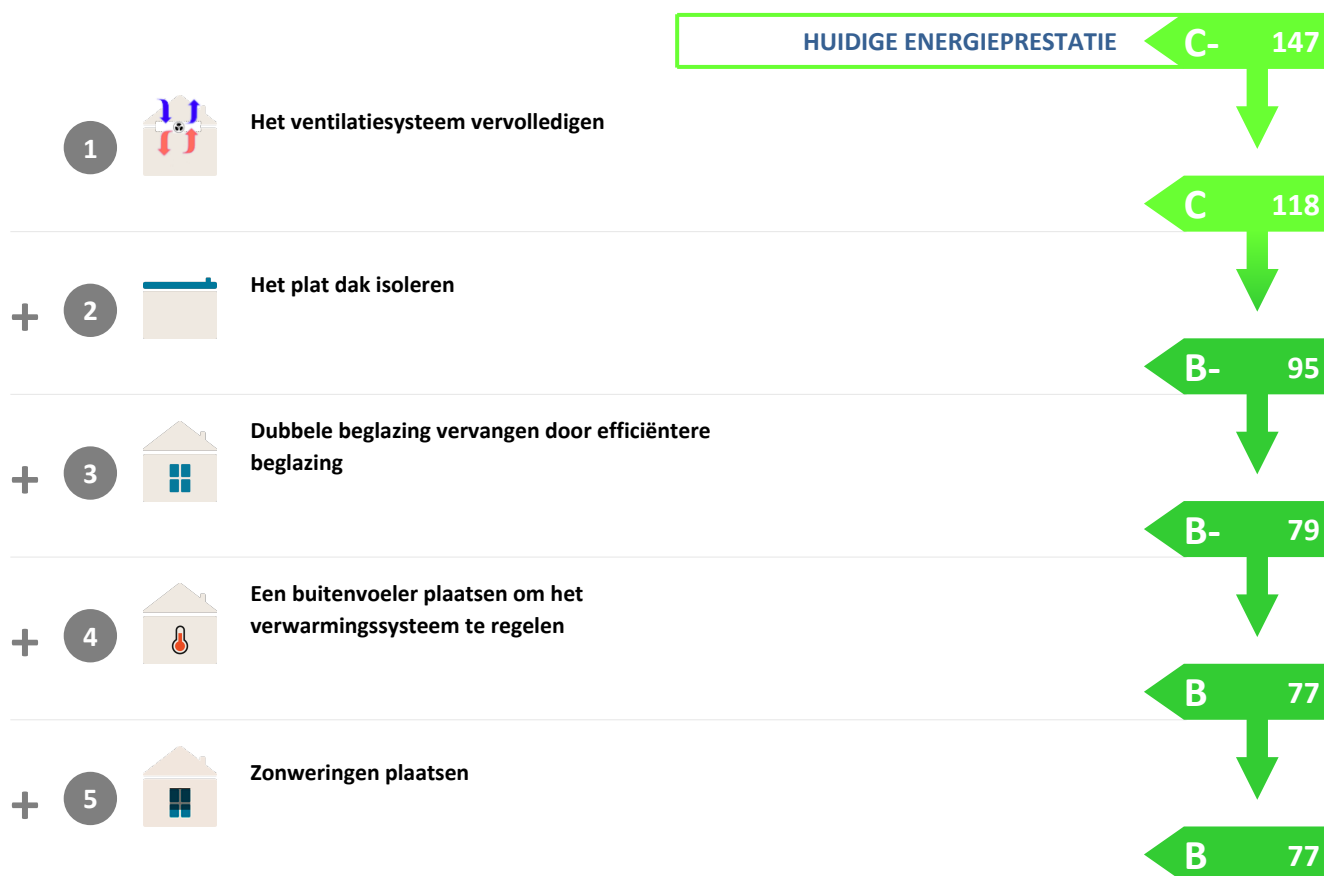 HUIDIGE ENERGIEPRESTATIE C- 147
1 Het ventilatiesysteem vervolledigen
C 118
+ 2 Het plat dak isoleren
B- 95
+ 3 Dubbele beglazing vervangen door efficiëntere
beglazing
B- 79
+ 4 Een buitenvoeler plaatsen om het
verwarmingssysteem te regelen
B 77
+ 5 Zonweringen plaatsen
B 77